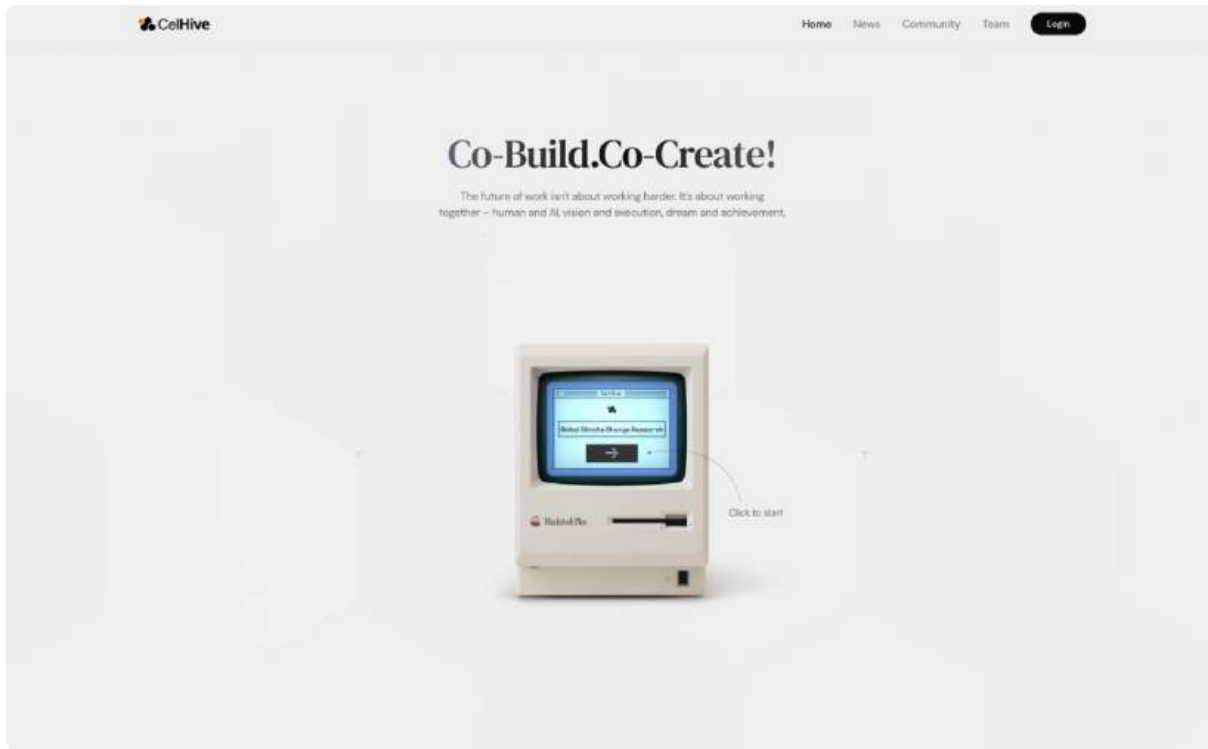 CelHive
Home News Community Team Login
Co-Build.Co-Create!
The future of work isn't about working harder. It's about working
together – human and AI, vision and execution, dream and achievement.
Global Climate Change Research
Macintosh Plus
Click to start